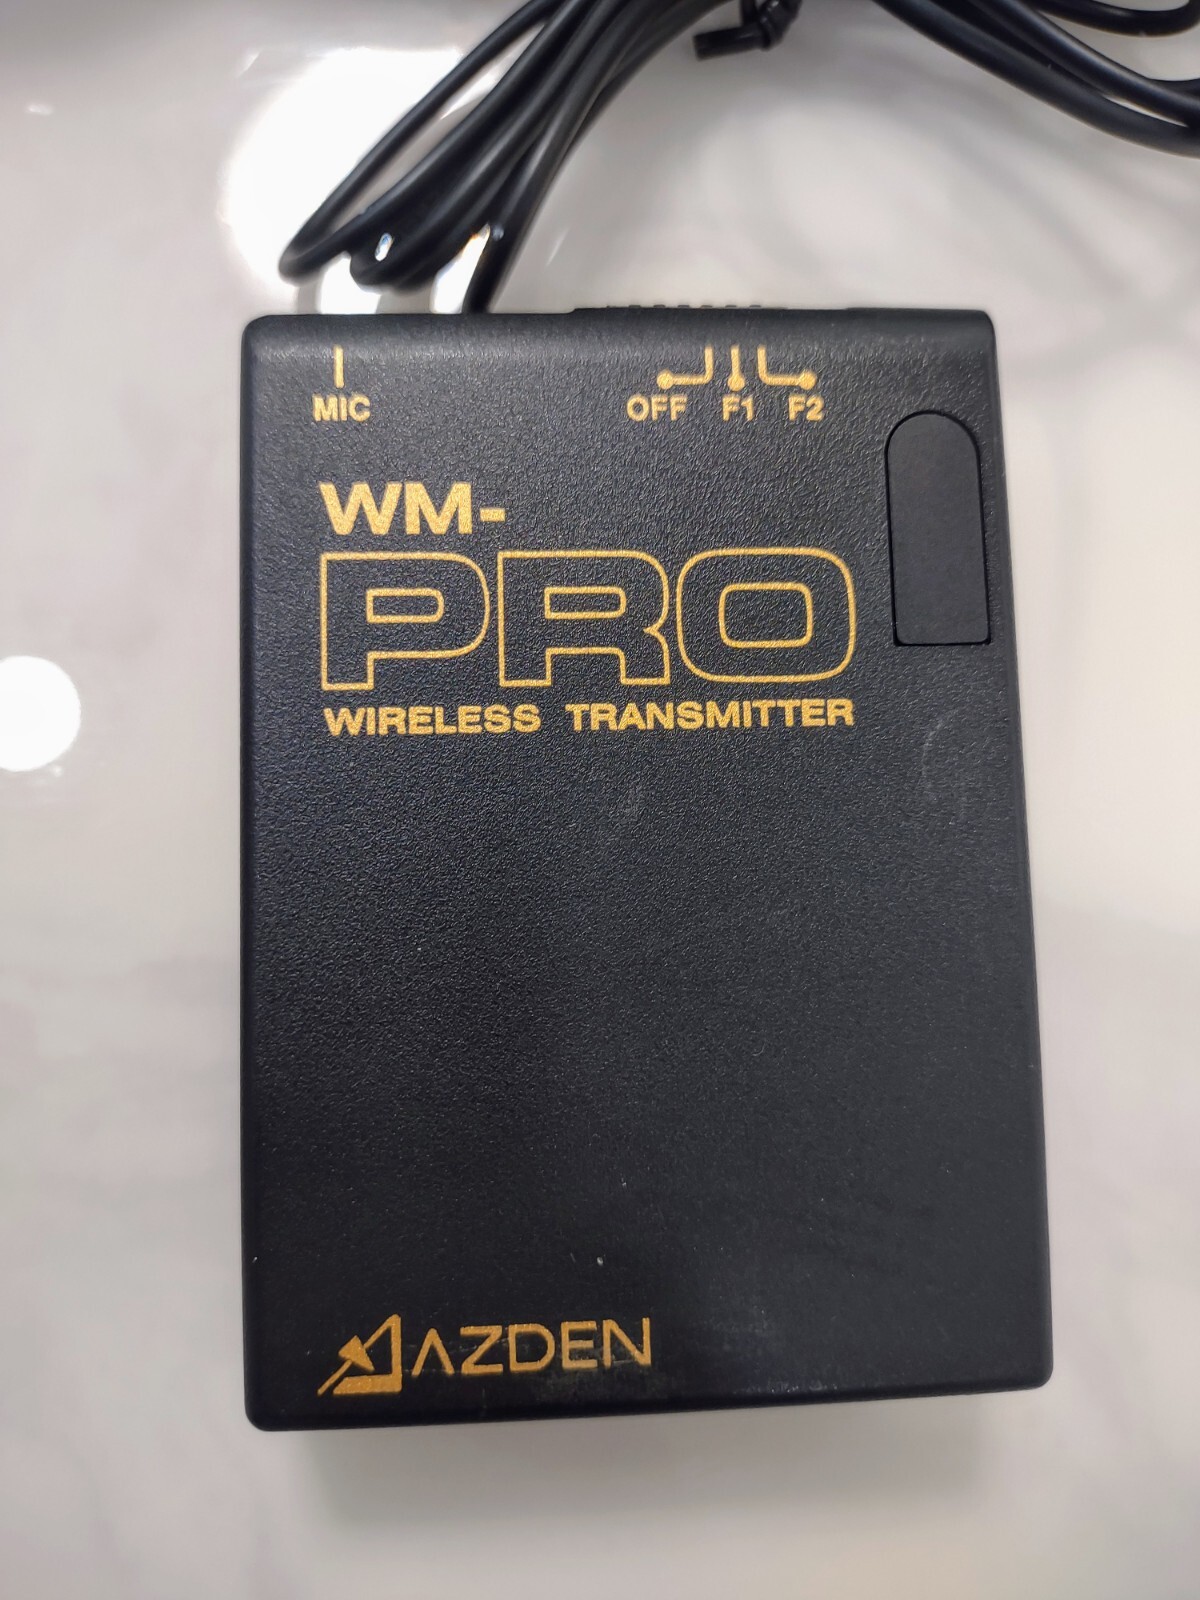 MIC OFF F1 F2
WM-
PRO
WIRELESS TRANSMITTER
AZDEN